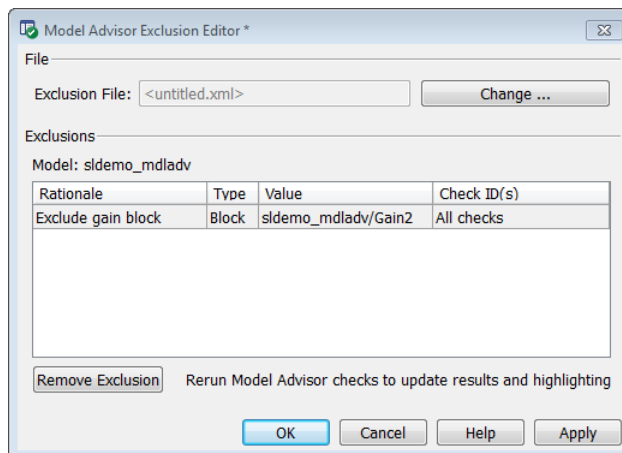 Model Advisor Exclusion Editor *
File
Exclusion File: <untitled.xml> Change ...
Exclusions
Model: sldemo_mdladv
Rationale Type Value Check ID(s)
Exclude gain block Block sldemo_mdladv/Gain2 All checks
Remove Exclusion Rerun Model Advisor checks to update results and highlighting
OK Cancel Help Apply